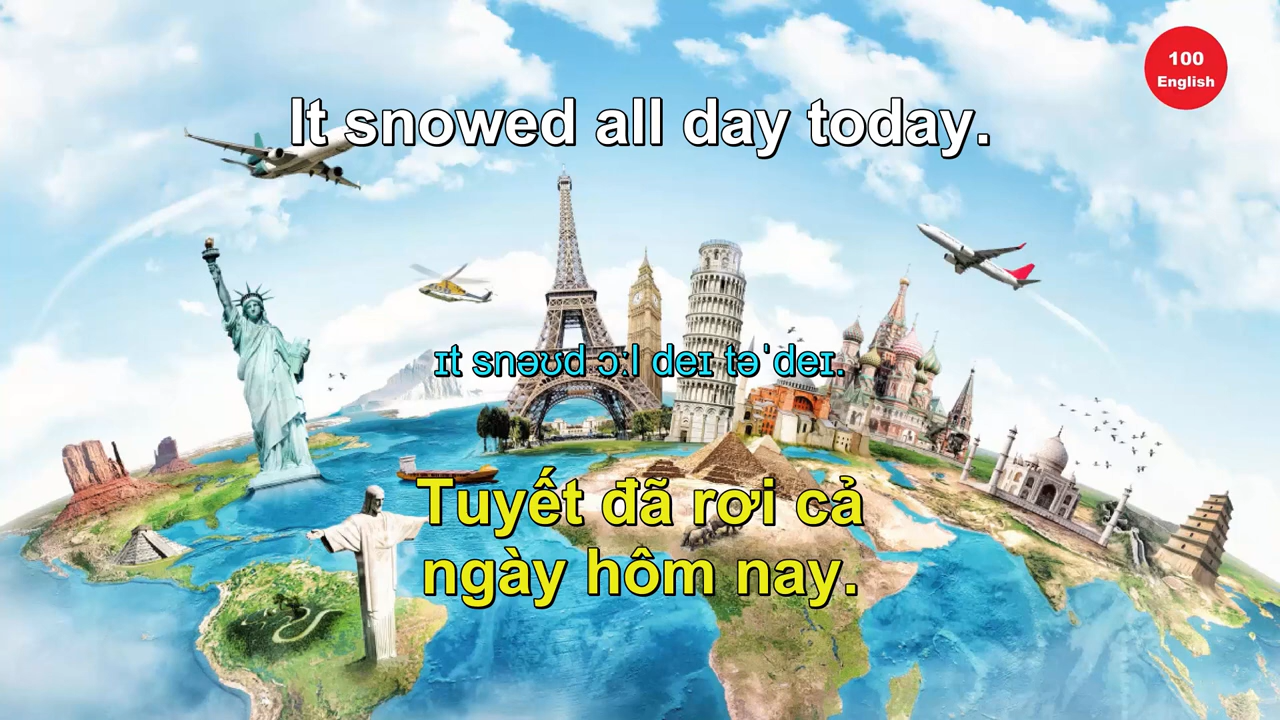 100
English
It snowed all day today.
ɪt snəʊd ɔːl deɪ təˈdeɪ.
Tuyết đã rơi cả
ngày hôm nay.